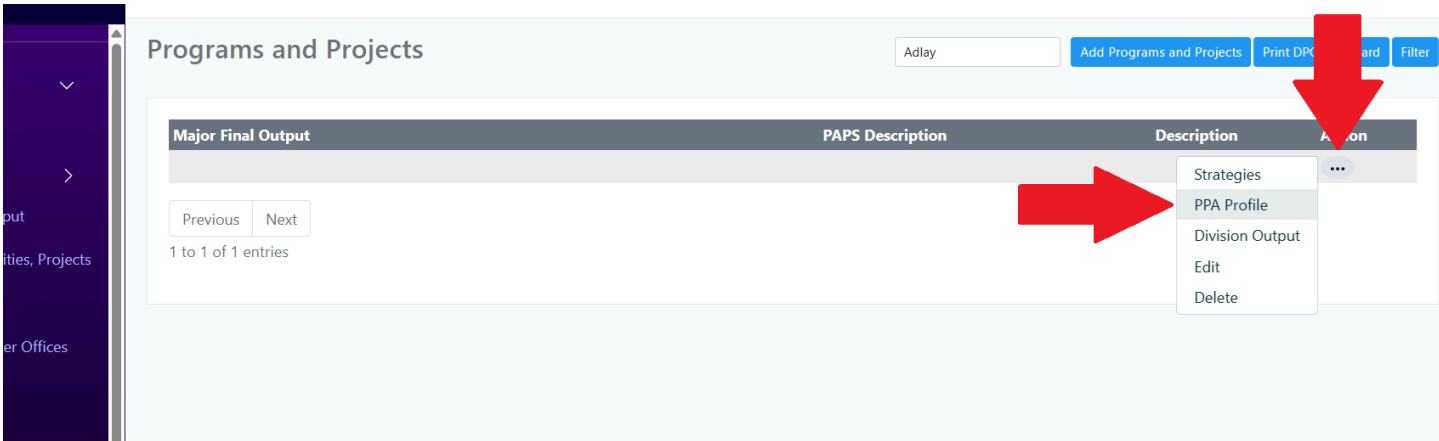 Programs and Projects
Adlay
Add Programs and Projects
Print DPC ard
Filter
Major Final Output
PAPS Description
Description
A on
Strategies
PPA Profile
Division Output
Edit
Delete
Previous
Next
1 to 1 of 1 entries
put
ities, Projects
er Offices